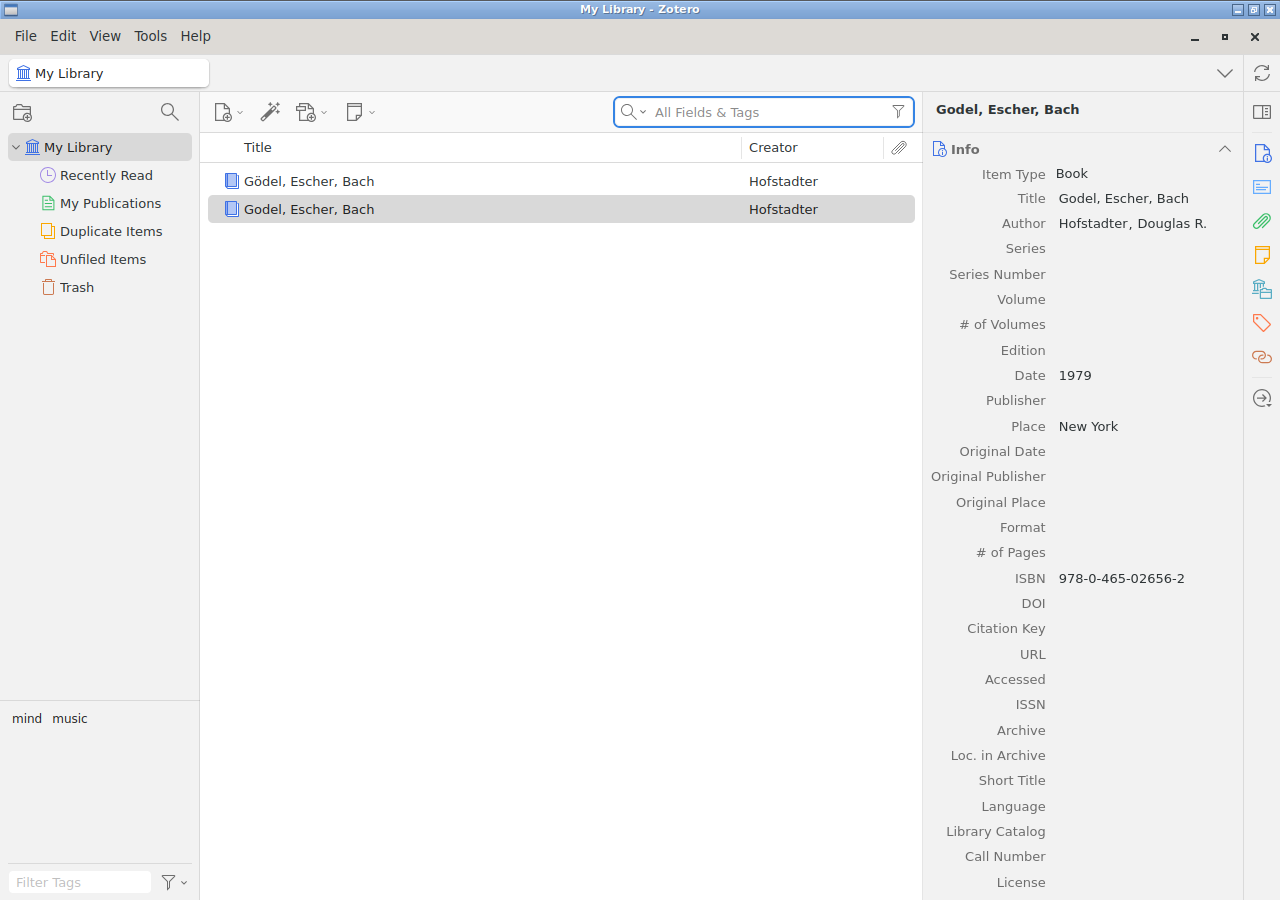 My Library - Zotero
File Edit View Tools Help
My Library
All Fields & Tags
My Library
Recently Read
My Publications
Duplicate Items
Unfiled Items
Trash
mind music
Filter Tags
Title Creator
Gödel, Escher, Bach Hofstadter
Godel, Escher, Bach Hofstadter
Godel, Escher, Bach
Info
Item Type Book
Title Godel, Escher, Bach
Author Hofstadter, Douglas R.
Series
Series Number
Volume
# of Volumes
Edition
Date 1979
Publisher
Place New York
Original Date
Original Publisher
Original Place
Format
# of Pages
ISBN 978-0-465-02656-2
DOI
Citation Key
URL
Accessed
ISSN
Archive
Loc. in Archive
Short Title
Language
Library Catalog
Call Number
License